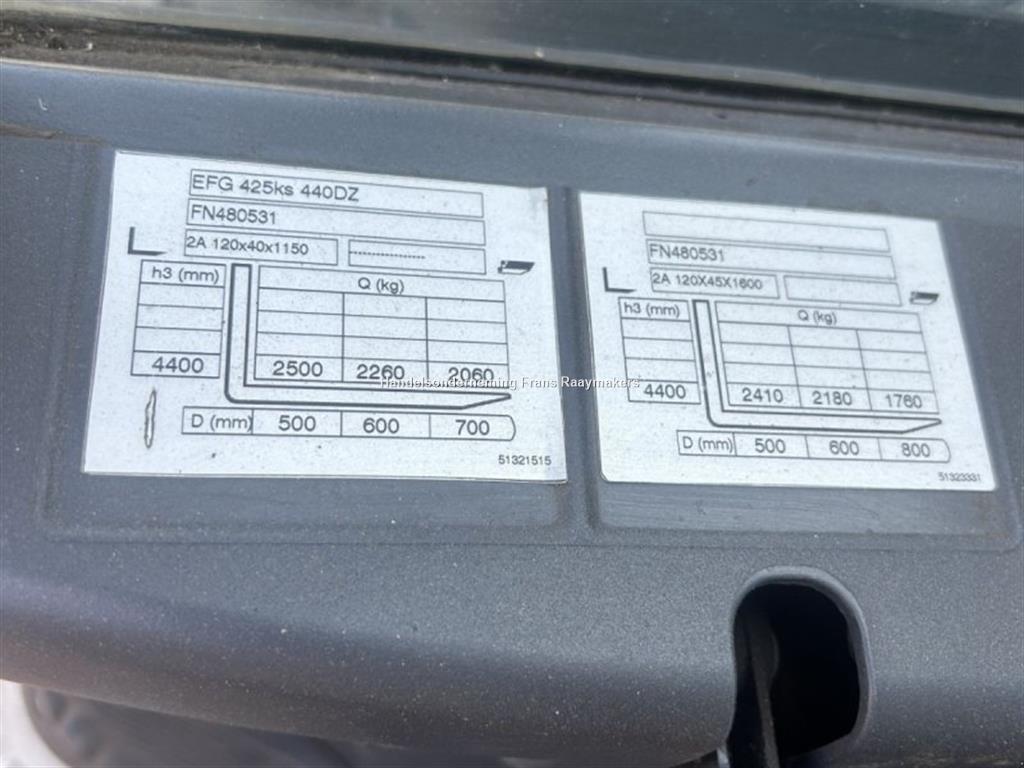 EFG 425ks 440DZ
FN480531
2A 120x40x1150 -----------------
h3 (mm) Q (kg)
4400 2500 2260 2060
D (mm) 500 600 700
51321515
FN480531
2A 120X45X1600
h3 (mm) Q (kg)
4400 2410 2180 1760
D (mm) 500 600 800
51323331
Handelsonderneming Frans Raaymakers